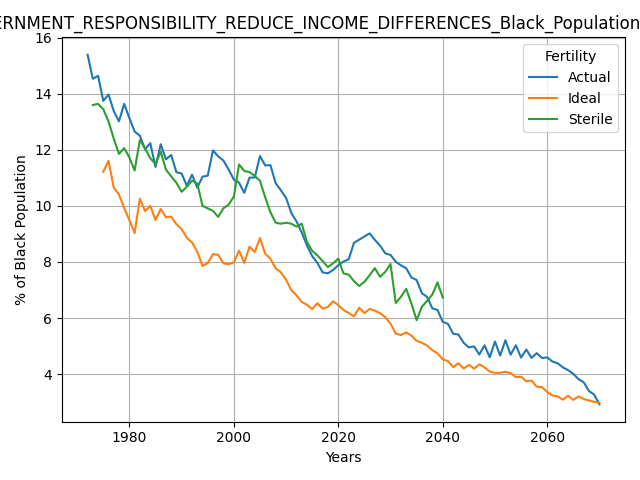 ERNMENT_RESPONSIBILITY_REDUCE_INCOME_DIFFERENCES_Black_Population
16
14
12
10
8
6
4
% of Black Population
Fertility
Actual
Ideal
Sterile
1980
2000
2020
2040
2060
Years